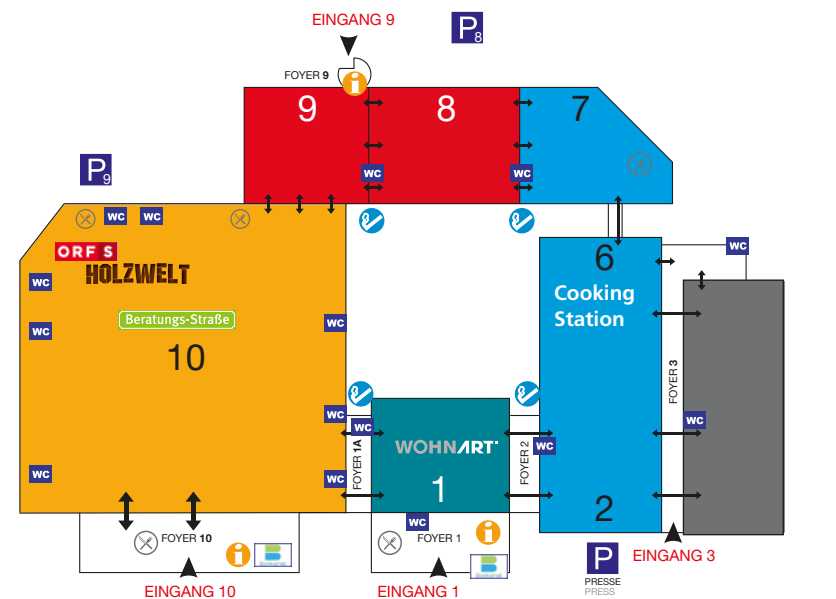 EINGANG 9
P8
FOYER 9
i
9
8
7
P9
WC
WC
WC
WC
ORF S
HOLZWELT
WC
6
WC
Cooking
Station
Beratungs-Straße
WC
WC
10
FOYER 3
WC
WC
WC
FOYER 1A
WOHNART
FOYER 2
WC
WC
WC
1
2
WC
FOYER 10
i
FOYER 1
i
P
PRESSE
PRESS
EINGANG 3
EINGANG 10
EINGANG 1